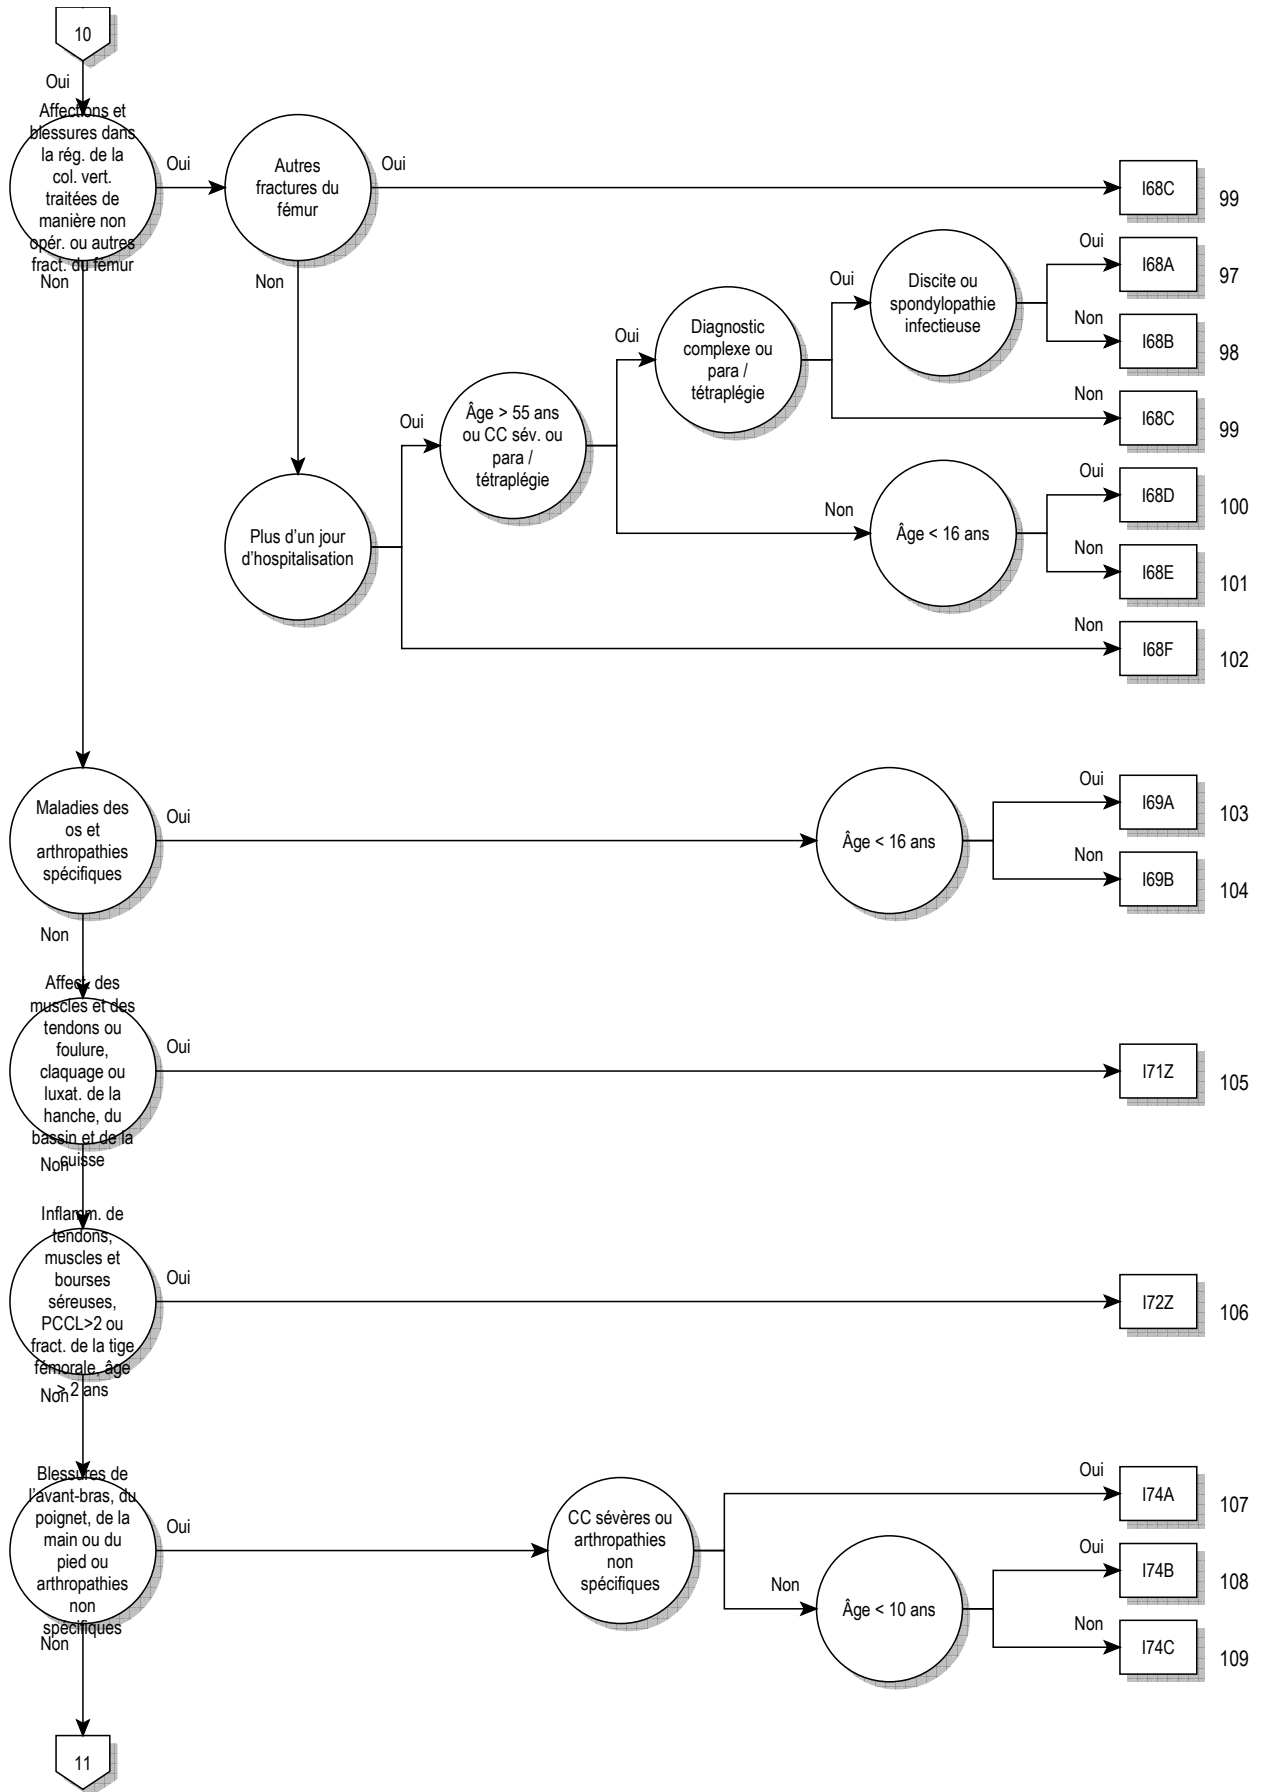 10
Oui
Affections et
blessures dans
la rég. de la
col. vert.
traitées de
manière non
opér. ou autres
fract. du fémur
Oui
Autres
fractures du
fémur
Oui
I68C
99
Non
Non
Plus d'un jour
d'hospitalisation
Oui
Âge > 55 ans
ou CC sév. ou
para /
tétraplégie
Oui
Diagnostic
complexe ou
para /
tétraplégie
Oui
Discite ou
spondylopathie
infectieuse
Oui
I68A
97
Non
I68B
98
Non
I68C
99
Non
Âge < 16 ans
Oui
I68D
100
Non
I68E
101
Non
I68F
102
Maladies des
os et
arthropathies
spécifiques
Oui
Âge < 16 ans
Oui
I69A
103
Non
I69B
104
Non
Affect. des
muscles et des
tendons ou
foulure,
claquage ou
luxat. de la
hanche, du
bassin et de la
cuisse
Oui
I71Z
105
Non
Inflamm. de
tendons,
muscles et
bourses
séreuses,
PCCL>2 ou
fract. de la tige
fémorale, âge
> 2 ans
Oui
I72Z
106
Non
Blessures de
l'avant-bras, du
poignet, de la
main ou du
pied ou
arthropathies
non
spécifiques
Oui
CC sévères ou
arthropathies
non
spécifiques
Oui
I74A
107
Non
Âge < 10 ans
Oui
I74B
108
Non
I74C
109
Non
11